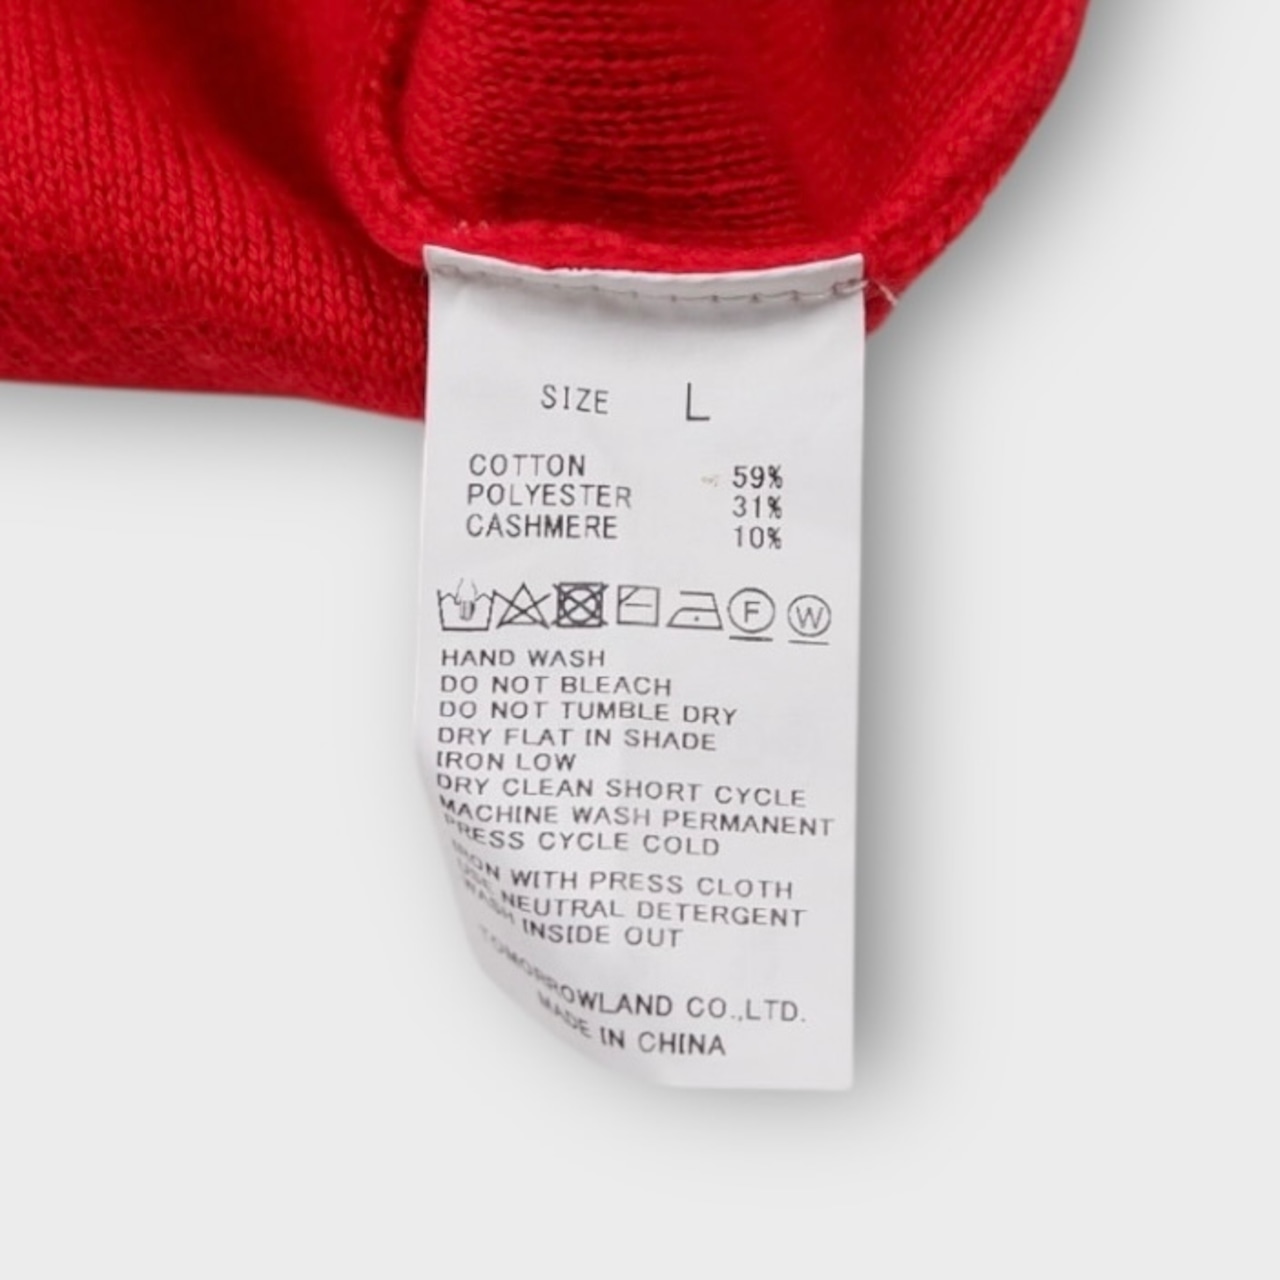 SIZE L
COTTON 59%
POLYESTER 31%
CASHMERE 10%
F W
HAND WASH
DO NOT BLEACH
DO NOT TUMBLE DRY
DRY FLAT IN SHADE
IRON LOW
DRY CLEAN SHORT CYCLE
MACHINE WASH PERMANENT
PRESS CYCLE COLD
IRON WITH PRESS CLOTH
USE NEUTRAL DETERGENT
WASH INSIDE OUT
TOMORROWLAND CO.,LTD.
MADE IN CHINA